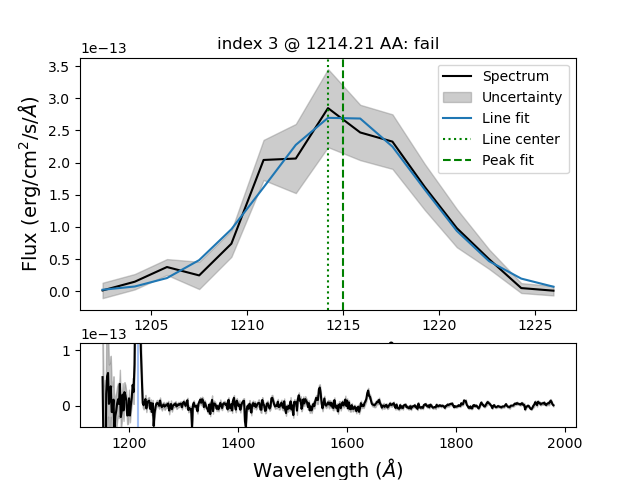 index 3 @ 1214.21 AA: fail
1e−13
3.5
3.0
2.5
2.0
1.5
1.0
0.5
0.0
Flux (erg/cm²/s/Å)
Spectrum
Uncertainty
Line fit
Line center
Peak fit
1205 1210 1215 1220 1225
1e−13
1
0
1200 1400 1600 1800 2000
Wavelength (Å)